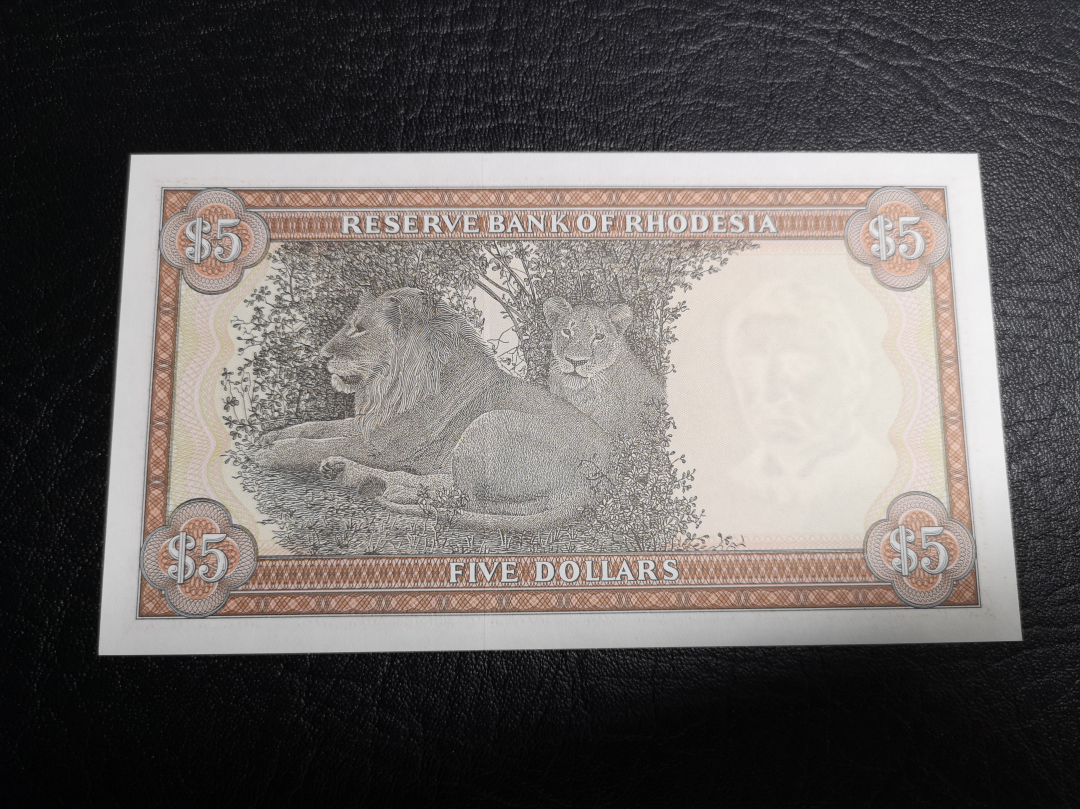 $5 RESERVE BANK OF RHODESIA $5
$5 FIVE DOLLARS $5